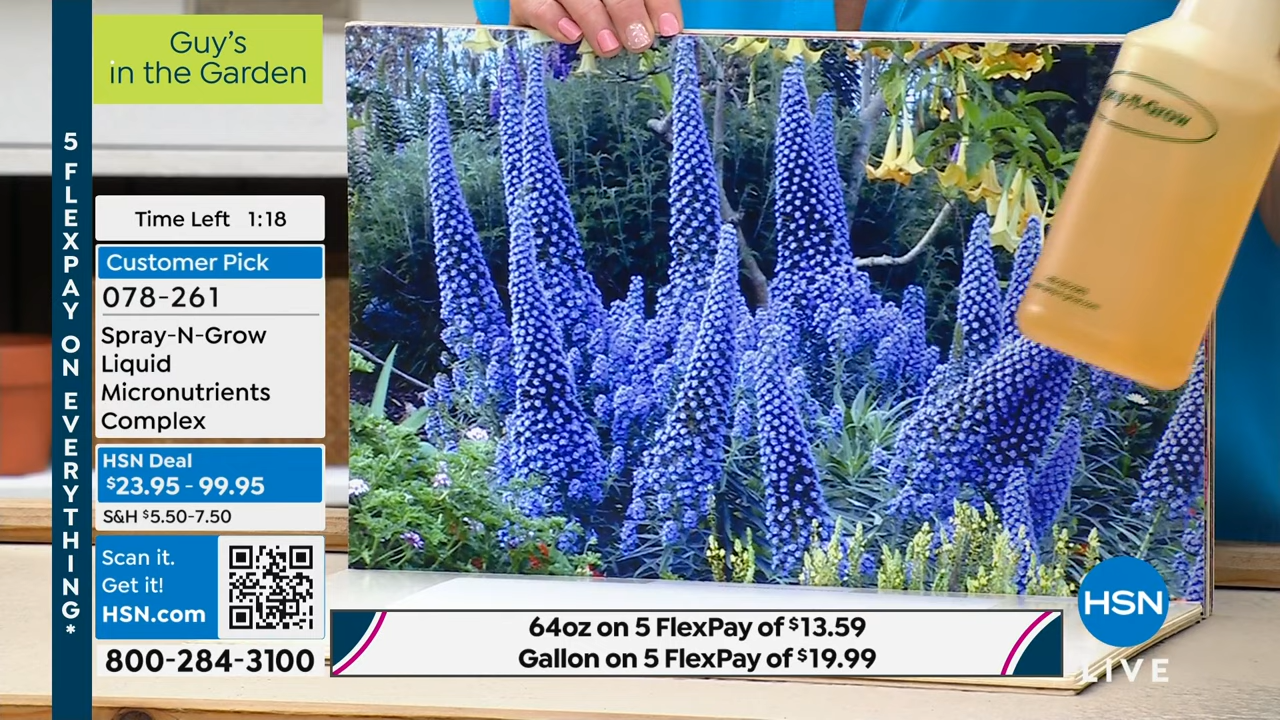 Guy's
in the Garden
5 FLEXPAY ON EVERYTHING*
Time Left 1:18
Customer Pick
078-261
Spray-N-Grow
Liquid
Micronutrients
Complex
HSN Deal
$23.95 - 99.95
S&H $5.50-7.50
Scan it.
Get it!
HSN.com
800-284-3100
64oz on 5 FlexPay of $13.59
Gallon on 5 FlexPay of $19.99
HSN
LIVE